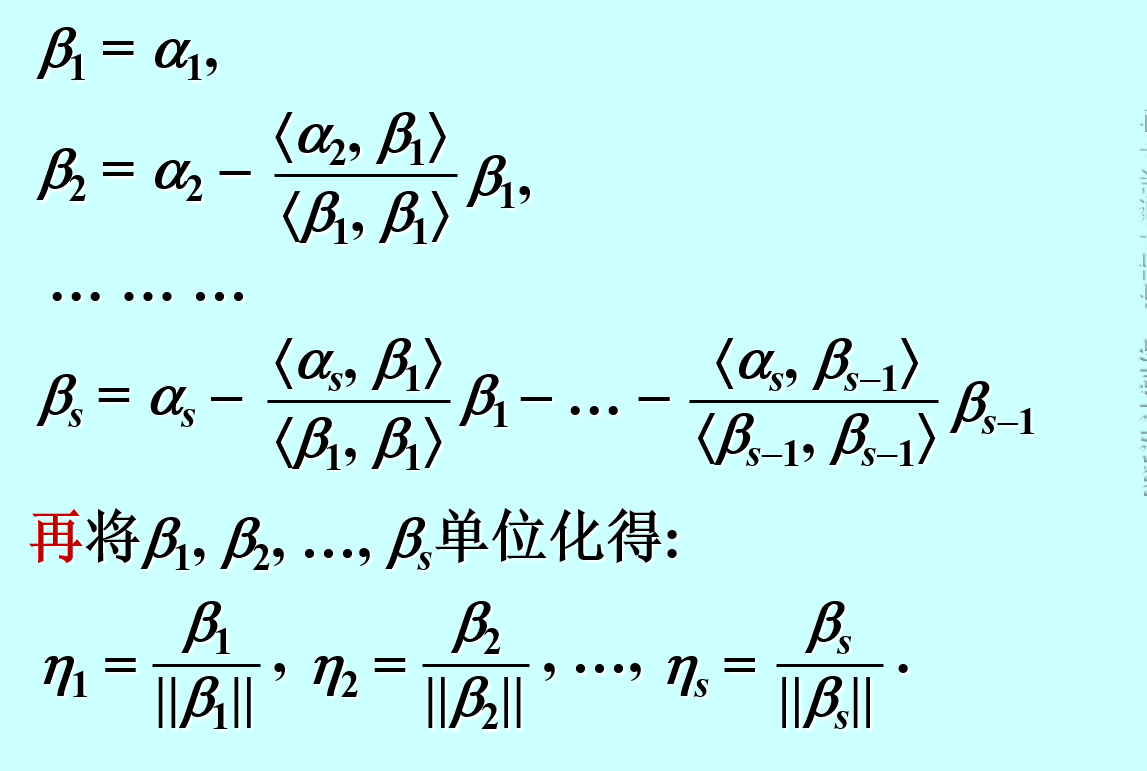 β₁ = α₁,
β₂ = α₂ − ⟨α₂, β₁⟩/⟨β₁, β₁⟩ β₁,
… … …
βₛ = αₛ − ⟨αₛ, β₁⟩/⟨β₁, β₁⟩ β₁ − … − ⟨αₛ, βₛ₋₁⟩/⟨βₛ₋₁, βₛ₋₁⟩ βₛ₋₁
再将β₁, β₂, …, βₛ单位化得:
η₁ = β₁/||β₁||, η₂ = β₂/||β₂||, …, ηₛ = βₛ/||βₛ||.